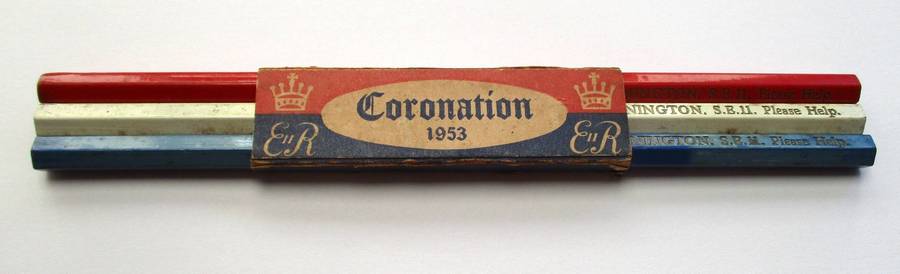 Coronation
1953
EIIR
EIIR
NINGTON, S.E.11. Please Help.
NINGTON, S.E.11. Please Help.
NINGTON, S.E.11. Please Help.